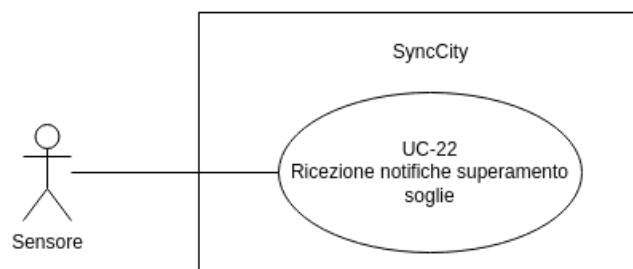 SyncCity
UC-22
Ricezione notifiche superamento
soglie
Sensore